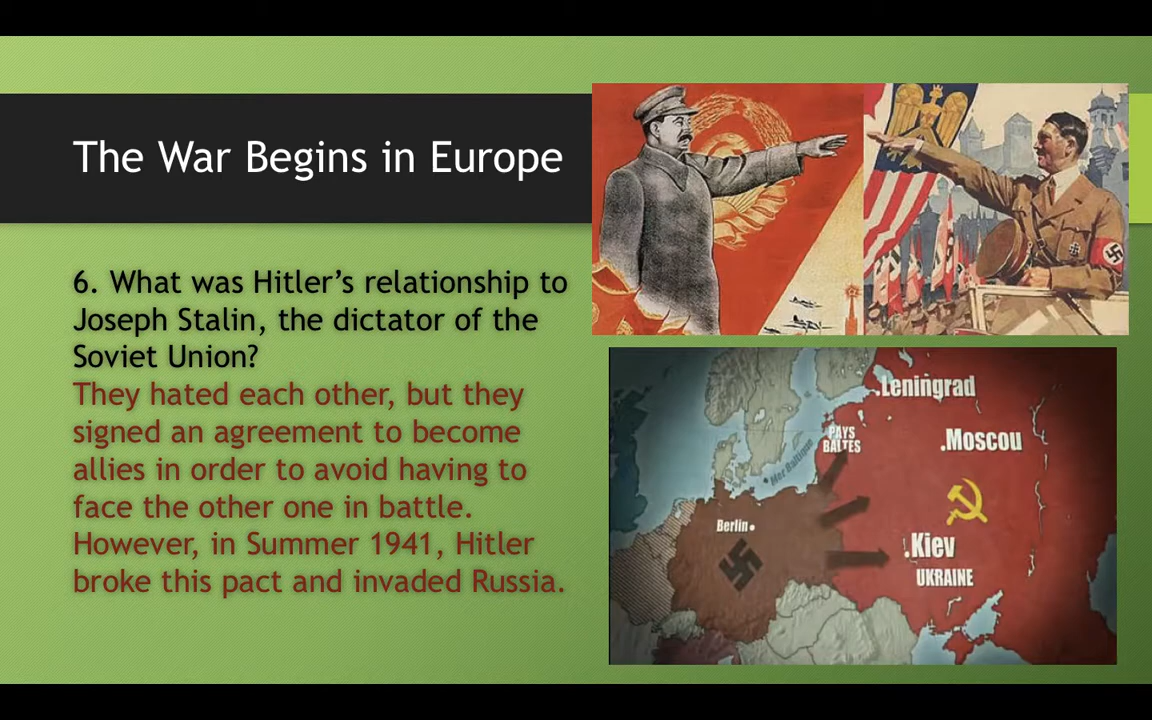 The War Begins in Europe
6. What was Hitler’s relationship to
Joseph Stalin, the dictator of the
Soviet Union?
They hated each other, but they
signed an agreement to become
allies in order to avoid having to
face the other one in battle.
However, in Summer 1941, Hitler
broke this pact and invaded Russia.
.Leningrad
PAYS
BALTES
.Moscou
Mer Baltique
Berlin.
.Kiev
UKRAINE